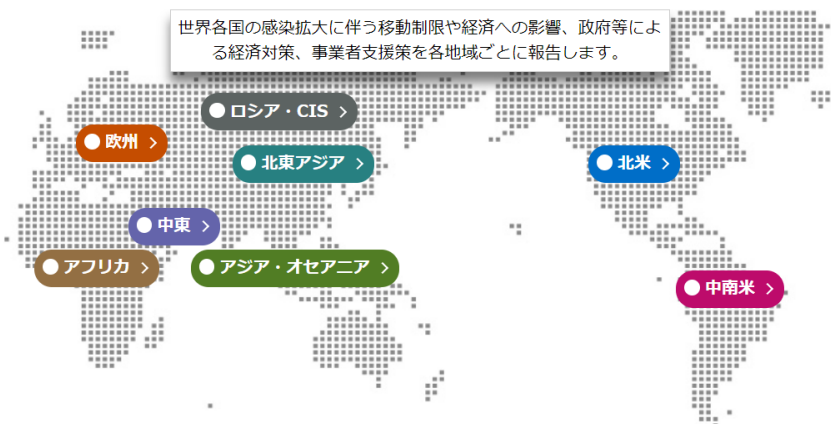 世界各国の感染拡大に伴う移動制限や経済への影響、政府等によ
る経済対策、事業者支援策を各地域ごとに報告します。
ロシア・CIS
欧州
北東アジア
北米
中東
アフリカ
アジア・オセアニア
中南米